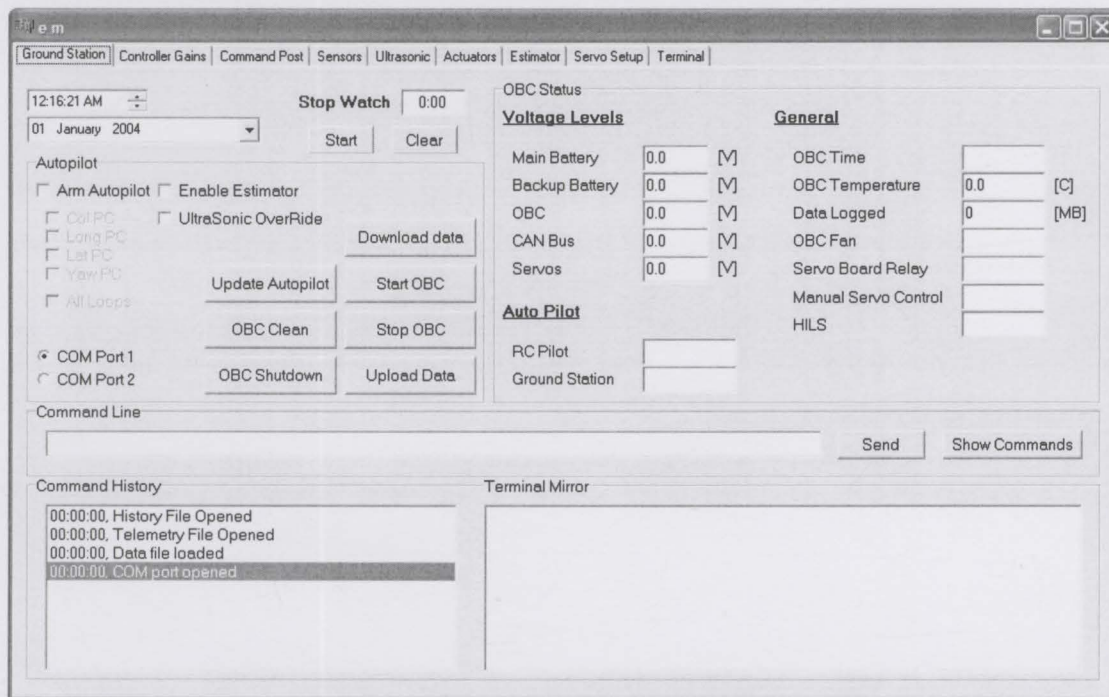 e m
Ground Station Controller Gains Command Post Sensors Ultrasonic Actuators Estimator Servo Setup Terminal
12:16:21 AM
01 January 2004
Stop Watch 0:00
Start Clear
Autopilot
Arm Autopilot Enable Estimator
Col PC UltraSonic OverRide
Long PC
Lat PC
Yaw PC
All Loops
Download data
Update Autopilot Start OBC
OBC Clean Stop OBC
OBC Shutdown Upload Data
COM Port 1
COM Port 2
OBC Status
Voltage Levels
Main Battery 0.0 [V]
Backup Battery 0.0 [V]
OBC 0.0 [V]
CAN Bus 0.0 [V]
Servos 0.0 [V]
Auto Pilot
RC Pilot
Ground Station
General
OBC Time
OBC Temperature 0.0 [C]
Data Logged 0 [MB]
OBC Fan
Servo Board Relay
Manual Servo Control
HILS
Command Line
Send Show Commands
Command History
00:00:00, History File Opened
00:00:00, Telemetry File Opened
00:00:00, Data file loaded
00:00:00, COM port opened
Terminal Mirror